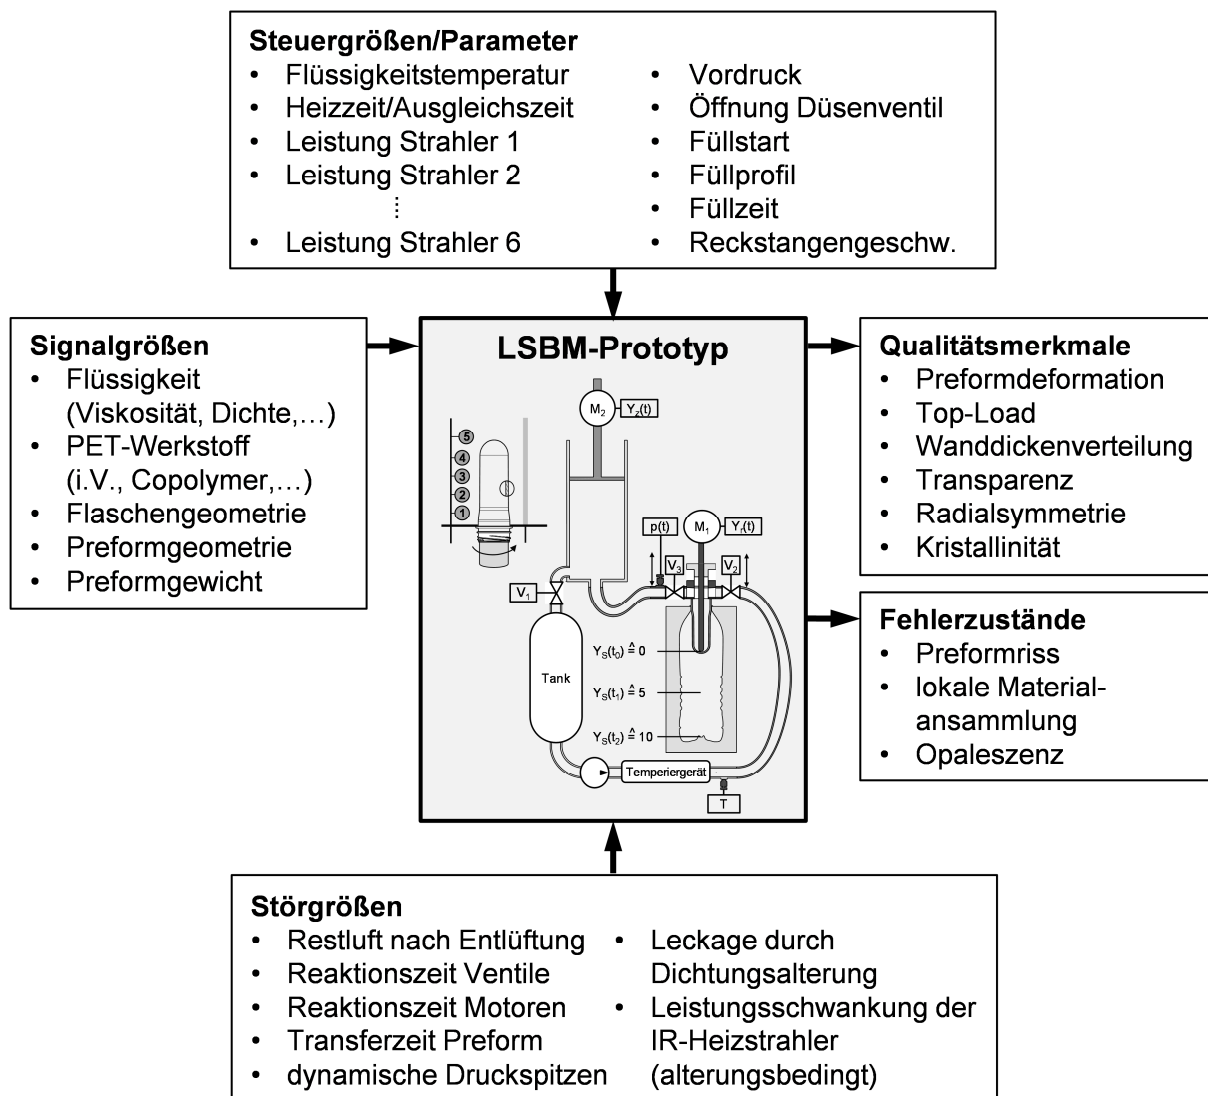 Steuergrößen/Parameter
• Flüssigkeitstemperatur
• Heizzeit/Ausgleichszeit
• Leistung Strahler 1
• Leistung Strahler 2
• Leistung Strahler 6
• Vordruck
• Öffnung Düsenventil
• Füllstart
• Füllprofil
• Füllzeit
• Reckstangengeschw.
Signalgrößen
• Flüssigkeit
(Viskosität, Dichte,…)
• PET-Werkstoff
(i.V., Copolymer,…)
• Flaschengeometrie
• Preformgeometrie
• Preformgewicht
LSBM-Prototyp
M2
Yz(t)
5
4
3
2
1
p(t)
M1
Yr(t)
V3
V2
V1
Tank
YS(t0) ≙ 0
YS(t1) ≙ 5
YS(t2) ≙ 10
Temperiergerät
T
Qualitätsmerkmale
• Preformdeformation
• Top-Load
• Wanddickenverteilung
• Transparenz
• Radialsymmetrie
• Kristallinität
Fehlerzustände
• Preformriss
• lokale Material-
ansammlung
• Opaleszenz
Störgrößen
• Restluft nach Entlüftung
• Reaktionszeit Ventile
• Reaktionszeit Motoren
• Transferzeit Preform
• dynamische Druckspitzen
• Leckage durch
Dichtungsalterung
• Leistungsschwankung der
IR-Heizstrahler
(alterungsbedingt)